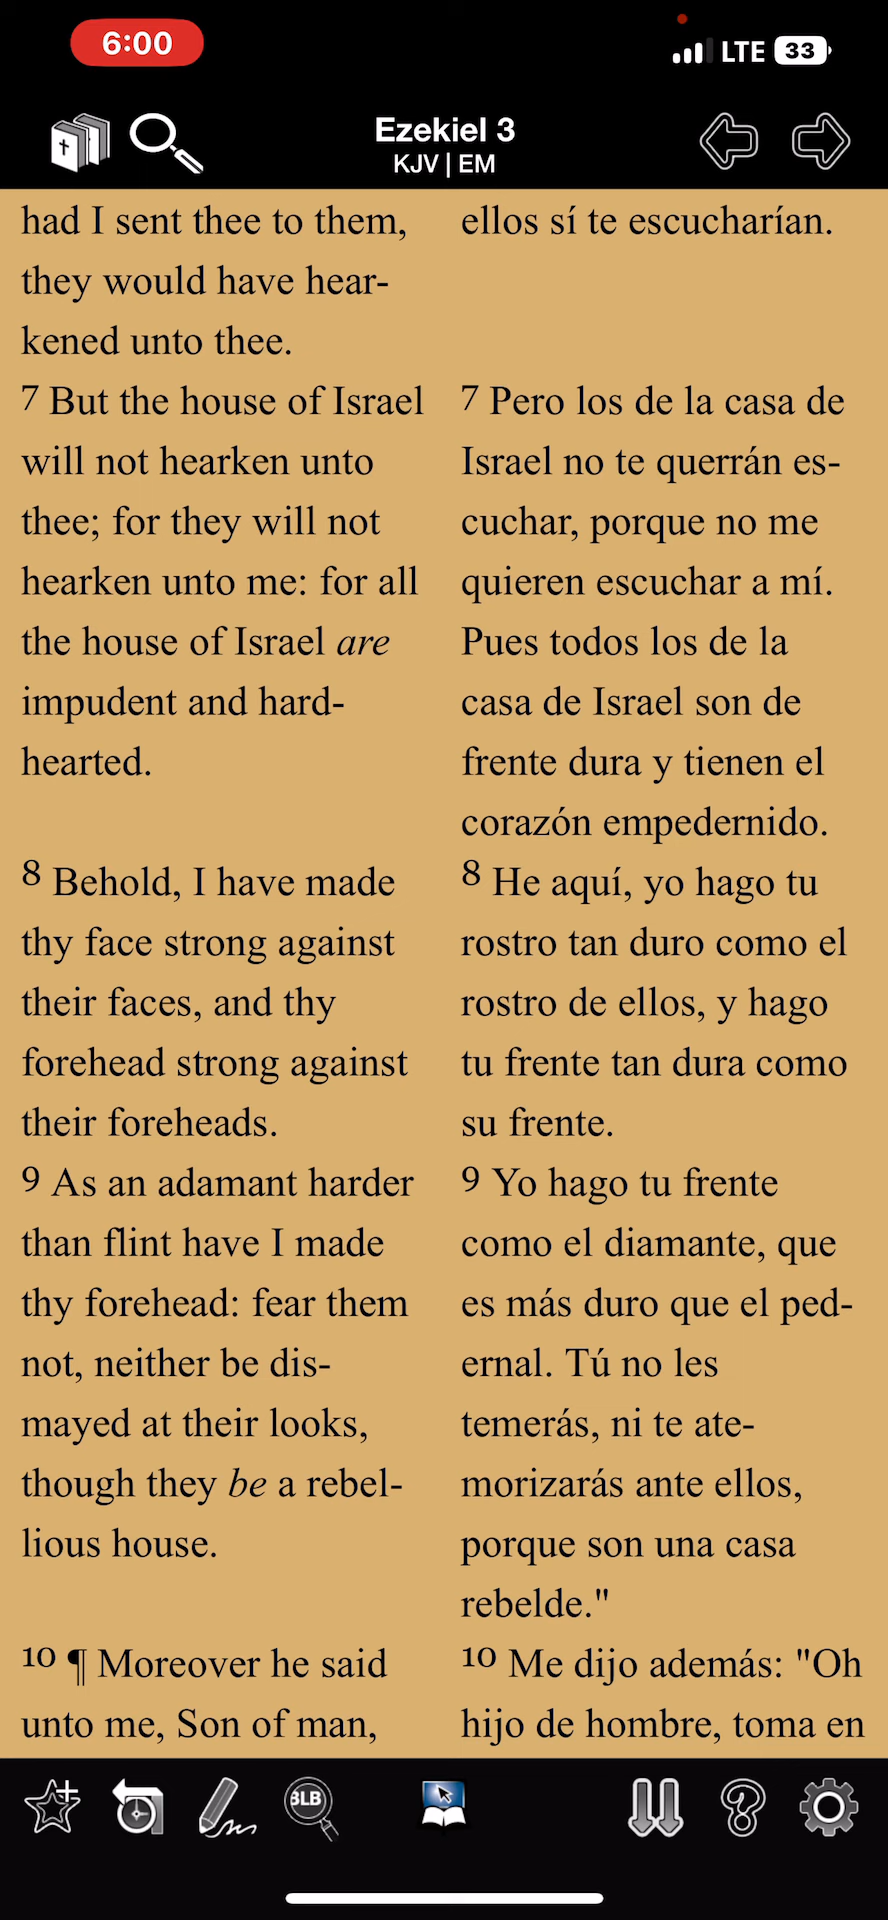 6:00
LTE 33
Ezekiel 3
KJV | EM
had I sent thee to them,
they would have hear-
kened unto thee.
ellos sí te escucharían.
7 But the house of Israel
will not hearken unto
thee; for they will not
hearken unto me: for all
the house of Israel are
impudent and hard-
hearted.
7 Pero los de la casa de
Israel no te querrán es-
cuchar, porque no me
quieren escuchar a mí.
Pues todos los de la
casa de Israel son de
frente dura y tienen el
corazón empedernido.
8 Behold, I have made
thy face strong against
their faces, and thy
forehead strong against
their foreheads.
8 He aquí, yo hago tu
rostro tan duro como el
rostro de ellos, y hago
tu frente tan dura como
su frente.
9 As an adamant harder
than flint have I made
thy forehead: fear them
not, neither be dis-
mayed at their looks,
though they be a rebel-
lious house.
9 Yo hago tu frente
como el diamante, que
es más duro que el ped-
ernal. Tú no les
temerás, ni te ate-
morizarás ante ellos,
porque son una casa
rebelde."
10 ¶ Moreover he said
unto me, Son of man,
10 Me dijo además: "Oh
hijo de hombre, toma en
BLB